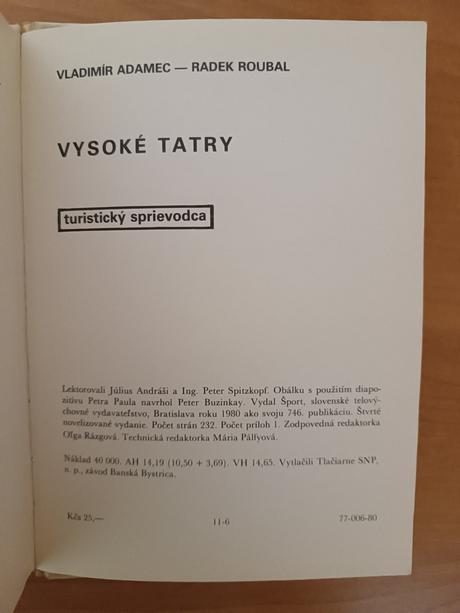 VLADIMÍR ADAMEC — RADEK ROUBAL
VYSOKÉ TATRY
turistický sprievodca
Lektorovali Július Andráši a Ing. Peter Spitzkopf. Obálku s použitím diapo-
zitívu Petra Paula navrhol Peter Buzinkay. Vydal Šport, slovenské telový-
chovné vydavateľstvo, Bratislava roku 1980 ako svoju 746. publikáciu. Štvrté
novelizované vydanie. Počet strán 232. Počet príloh 1. Zodpovedná redaktorka
Oľga Rázgová. Technická redaktorka Mária Pálfyová.
Náklad 40 000. AH 14,19 (10,50 + 3,69). VH 14,65. Vytlačili Tlačiarne SNP,
n. p., závod Banská Bystrica.
Kčs 25,—
11-6
77-006-80